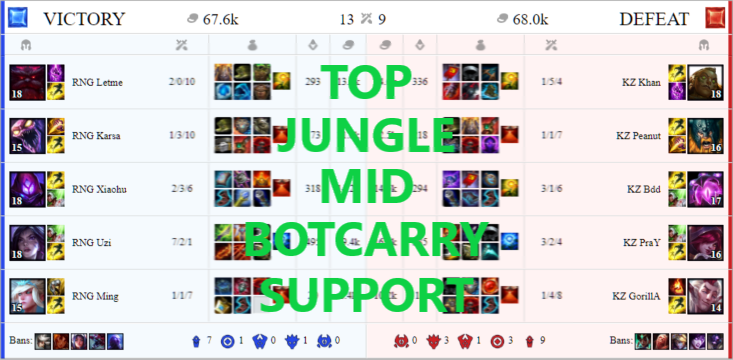 VICTORY 67.6k 13 9 68.0k DEFEAT
18 RNG Letme 2/0/10 293 336 1/5/4 KZ Khan 18
15 RNG Karsa 1/3/10 1/1/7 KZ Peanut 16
18 RNG Xiaohu 2/3/6 318 294 3/1/6 KZ Bdd 17
18 RNG Uzi 7/2/1 3/2/4 KZ PraY 16
15 RNG Ming 1/1/7 1/4/8 KZ GorillA 14
TOP
JUNGLE
MID
BOTCARRY
SUPPORT
Bans: 7 1 0 1 0 0 3 1 3 9 Bans: